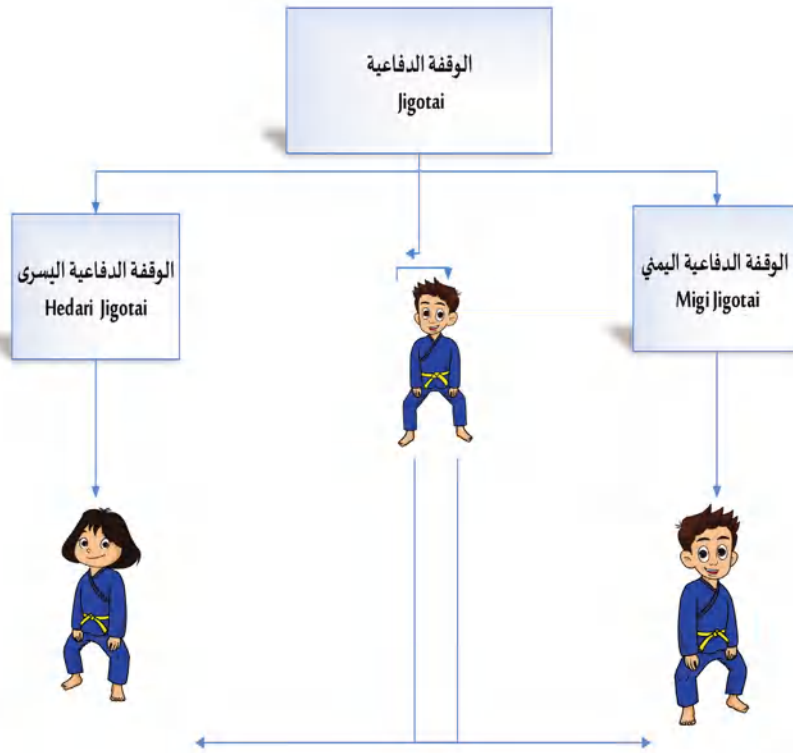 الوقفة الدفاعية
Jigotai
الوقفة الدفاعية اليمني
Migi Jigotai
الوقفة الدفاعية اليسرى
Hedari Jigotai